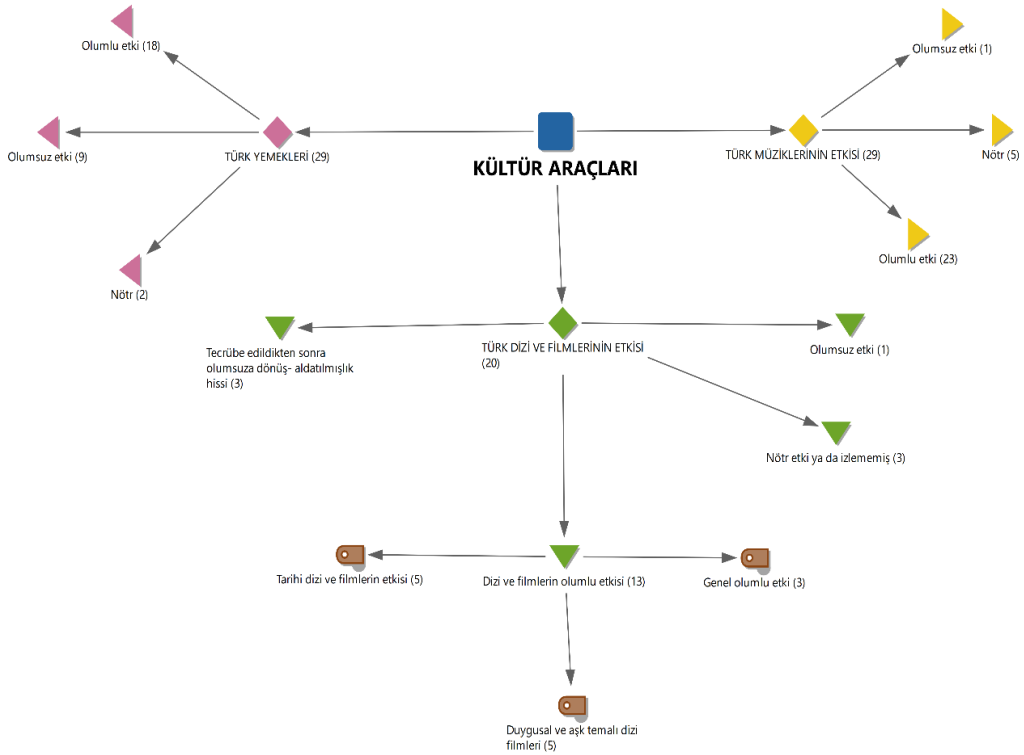 Olumlu etki (18)
Olumsuz etki (1)
Olumsuz etki (9)
TÜRK YEMEKLERİ (29)
KÜLTÜR ARAÇLARI
TÜRK MÜZİKLERİNİN ETKİSİ (29)
Nötr (5)
Olumlu etki (23)
Nötr (2)
Tecrübe edildikten sonra
olumsuza dönüş- aldatılmışlık
hissi (3)
TÜRK DİZİ VE FİLMLERİNİN ETKİSİ
(20)
Olumsuz etki (1)
Nötr etki ya da izlememiş (3)
Tarihi dizi ve filmlerin etkisi (5)
Dizi ve filmlerin olumlu etkisi (13)
Genel olumlu etki (3)
Duygusal ve aşk temalı dizi
filmleri (5)